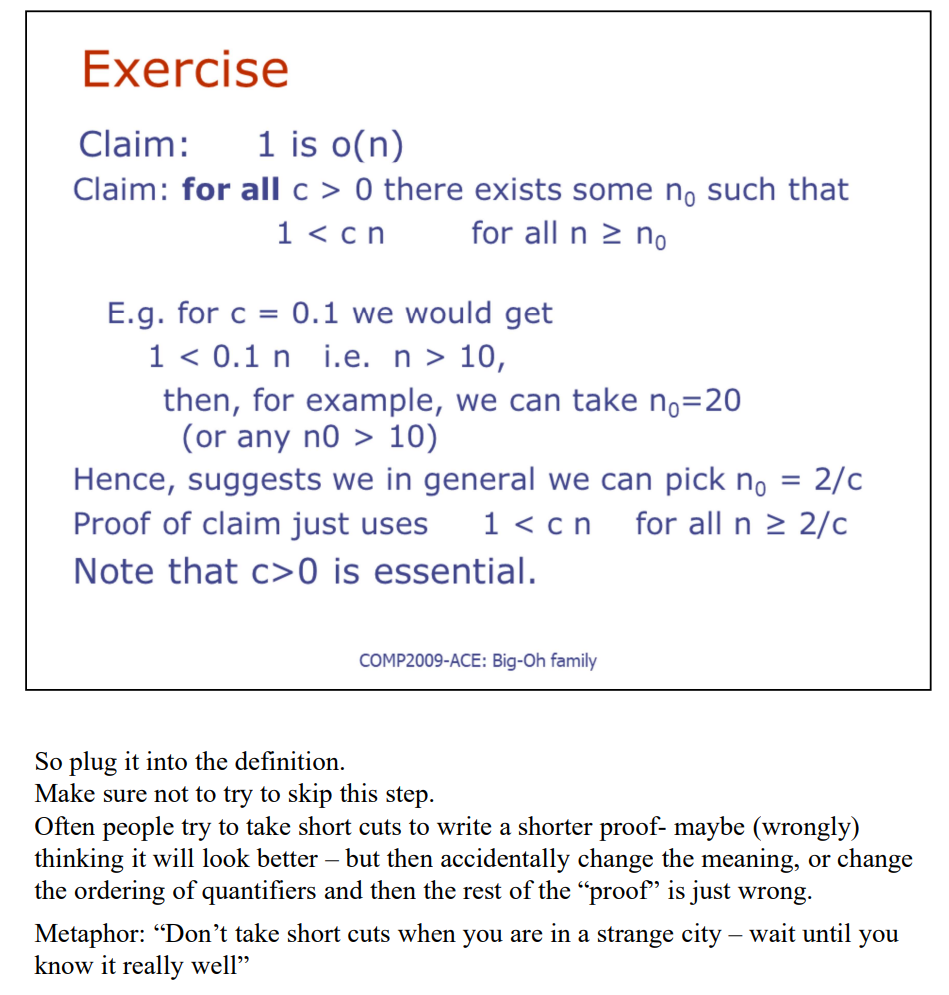 Exercise
Claim: 1 is o(n)
Claim: for all c > 0 there exists some n₀ such that
1 < c n for all n ≥ n₀
E.g. for c = 0.1 we would get
1 < 0.1 n i.e. n > 10,
then, for example, we can take n₀=20
(or any n0 > 10)
Hence, suggests we in general we can pick n₀ = 2/c
Proof of claim just uses 1 < c n for all n ≥ 2/c
Note that c>0 is essential.
COMP2009-ACE: Big-Oh family
So plug it into the definition.
Make sure not to try to skip this step.
Often people try to take short cuts to write a shorter proof- maybe (wrongly)
thinking it will look better – but then accidentally change the meaning, or change
the ordering of quantifiers and then the rest of the “proof” is just wrong.
Metaphor: “Don’t take short cuts when you are in a strange city – wait until you
know it really well”